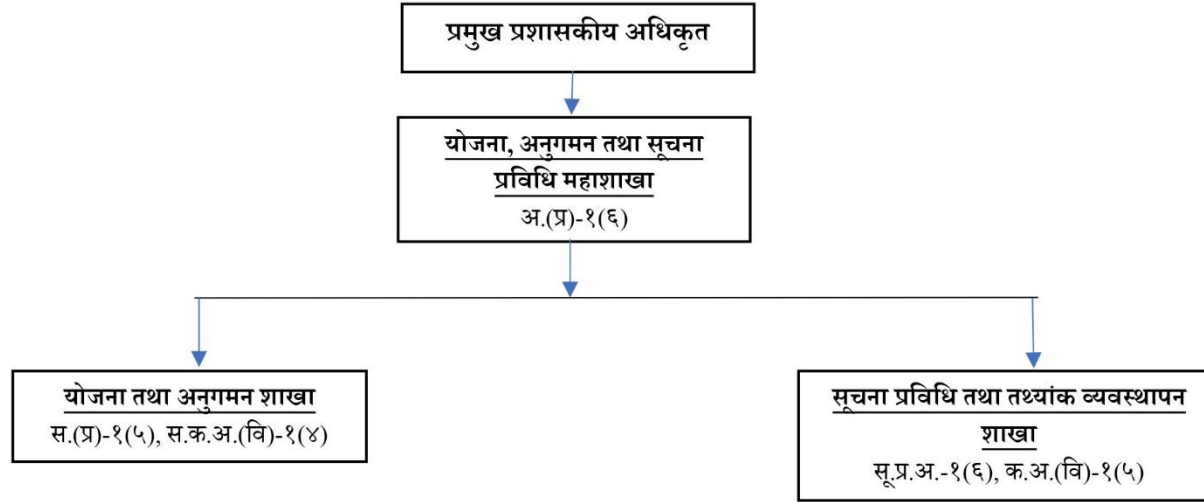 प्रमुख प्रशासकीय अधिकृत
योजना, अनुगमन तथा सूचना
प्रविधि महाशाखा
अ.(प्र)-१(६)
योजना तथा अनुगमन शाखा
स.(प्र)-१(५), स.क.अ.(वि)-१(४)
सूचना प्रविधि तथा तथ्यांक व्यवस्थापन
शाखा
सू.प्र.अ.-१(६), क.अ.(वि)-१(५)